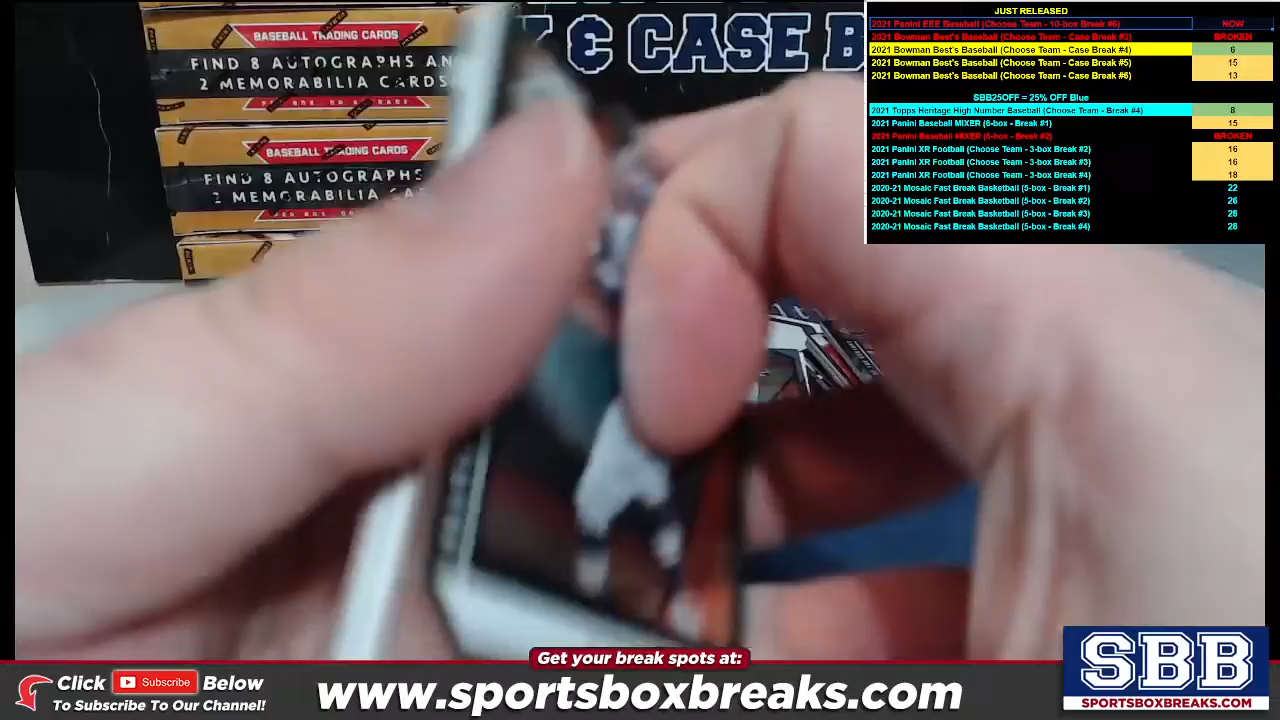 BASEBALL TRADING CARDS
FIND 8 AUTOGRAPHS AN
2 MEMORABILIA CARDS
BASEBALL TRADING CARDS
FIND 8 AUTOGRAPHS
2 MEMORABILIA CARDS
& CASE B
JUST RELEASED
2021 Panini EEE Baseball (Choose Team - 10-box Break #6) NOW
2021 Bowman Best's Baseball (Choose Team - Case Break #3) BROKEN
2021 Bowman Best's Baseball (Choose Team - Case Break #4) 6
2021 Bowman Best's Baseball (Choose Team - Case Break #5) 15
2021 Bowman Best's Baseball (Choose Team - Case Break #6) 13
SBB25OFF = 25% OFF Blue
2021 Topps Heritage High Number Baseball (Choose Team - Break #4) 8
2021 Panini Baseball MIXER (6-box - Break #1) 15
2021 Panini Baseball MIXER (6-box - Break #2) BROKEN
2021 Panini XR Football (Choose Team - 3-box Break #2) 16
2021 Panini XR Football (Choose Team - 3-box Break #3) 16
2021 Panini XR Football (Choose Team - 3-box Break #4) 18
2020-21 Mosaic Fast Break Basketball (5-box - Break #1) 22
2020-21 Mosaic Fast Break Basketball (5-box - Break #2) 26
2020-21 Mosaic Fast Break Basketball (5-box - Break #3) 28
2020-21 Mosaic Fast Break Basketball (5-box - Break #4) 28
Get your break spots at:
Click Subscribe Below
To Subscribe To Our Channel!
www.sportsboxbreaks.com
SBB
SPORTSBOXBREAKS.COM